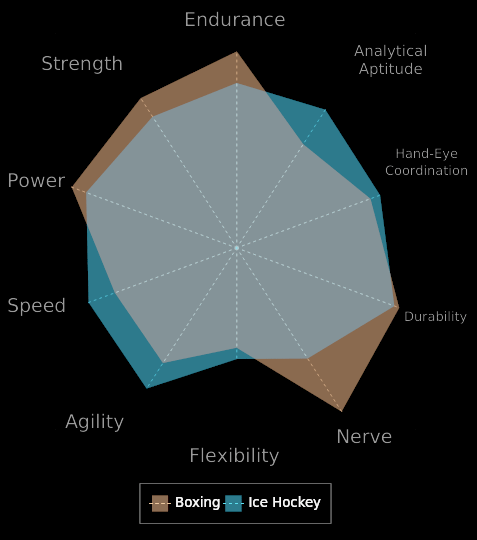 Endurance
Analytical
Aptitude
Strength
Hand-Eye
Coordination
Power
Speed
Durability
Agility
Nerve
Flexibility
Boxing Ice Hockey